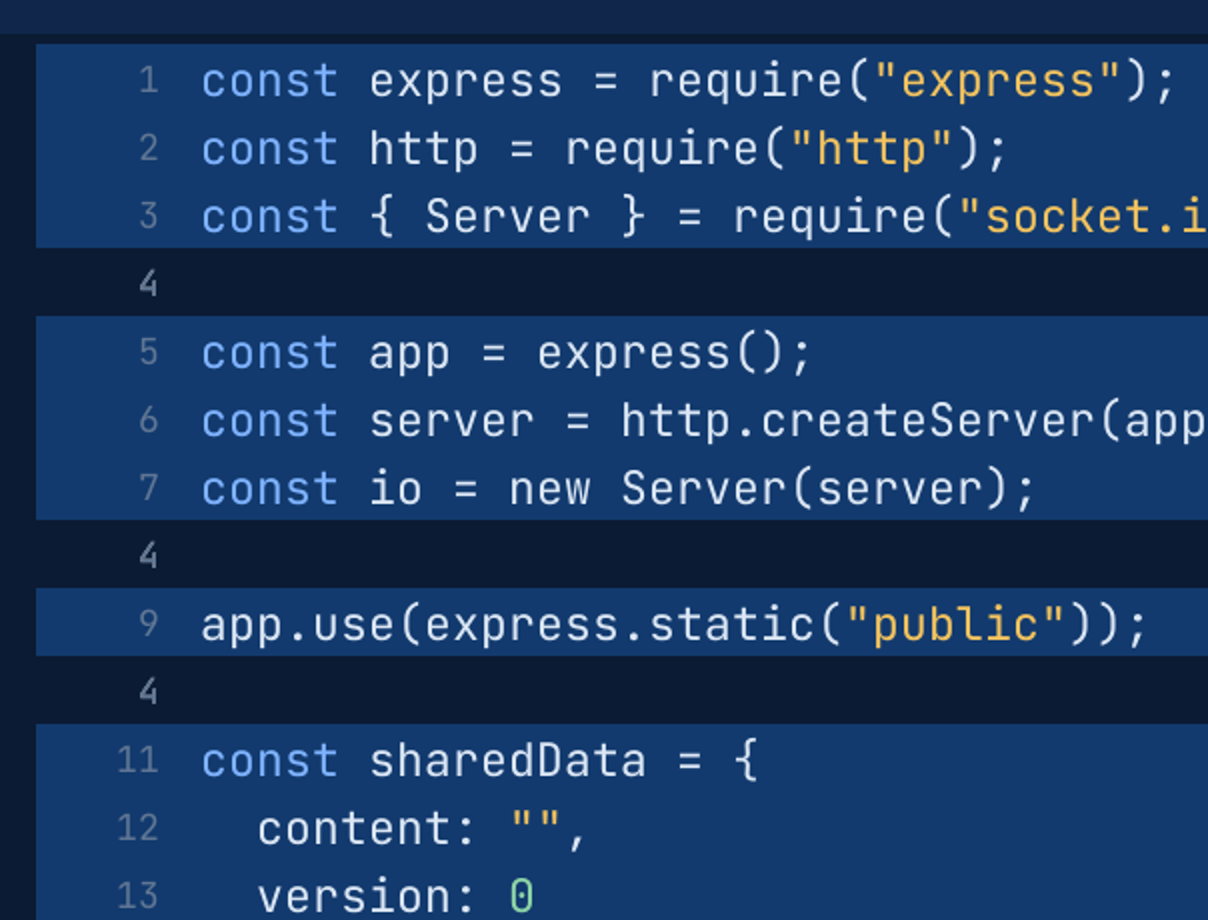 1 const express = require("express");
2 const http = require("http");
3 const { Server } = require("socket.i
4
5 const app = express();
6 const server = http.createServer(app
7 const io = new Server(server);
4
9 app.use(express.static("public"));
4
11 const sharedData = {
12   content: "",
13   version: 0